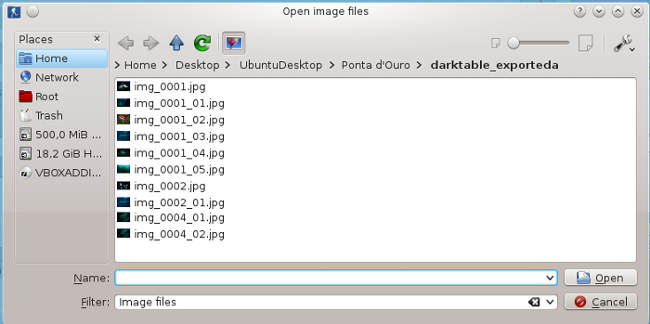 Open image files
Places
Home
Network
Root
Trash
500,0 MiB ...
18,2 GiB H...
VBOXADDI...
> Home > Desktop > UbuntuDesktop > Ponta d'Ouro > darktable_exporteda
img_0001.jpg
img_0001_01.jpg
img_0001_02.jpg
img_0001_03.jpg
img_0001_04.jpg
img_0001_05.jpg
img_0002.jpg
img_0002_01.jpg
img_0004_01.jpg
img_0004_02.jpg
Name:
Open
Filter: Image files
Cancel